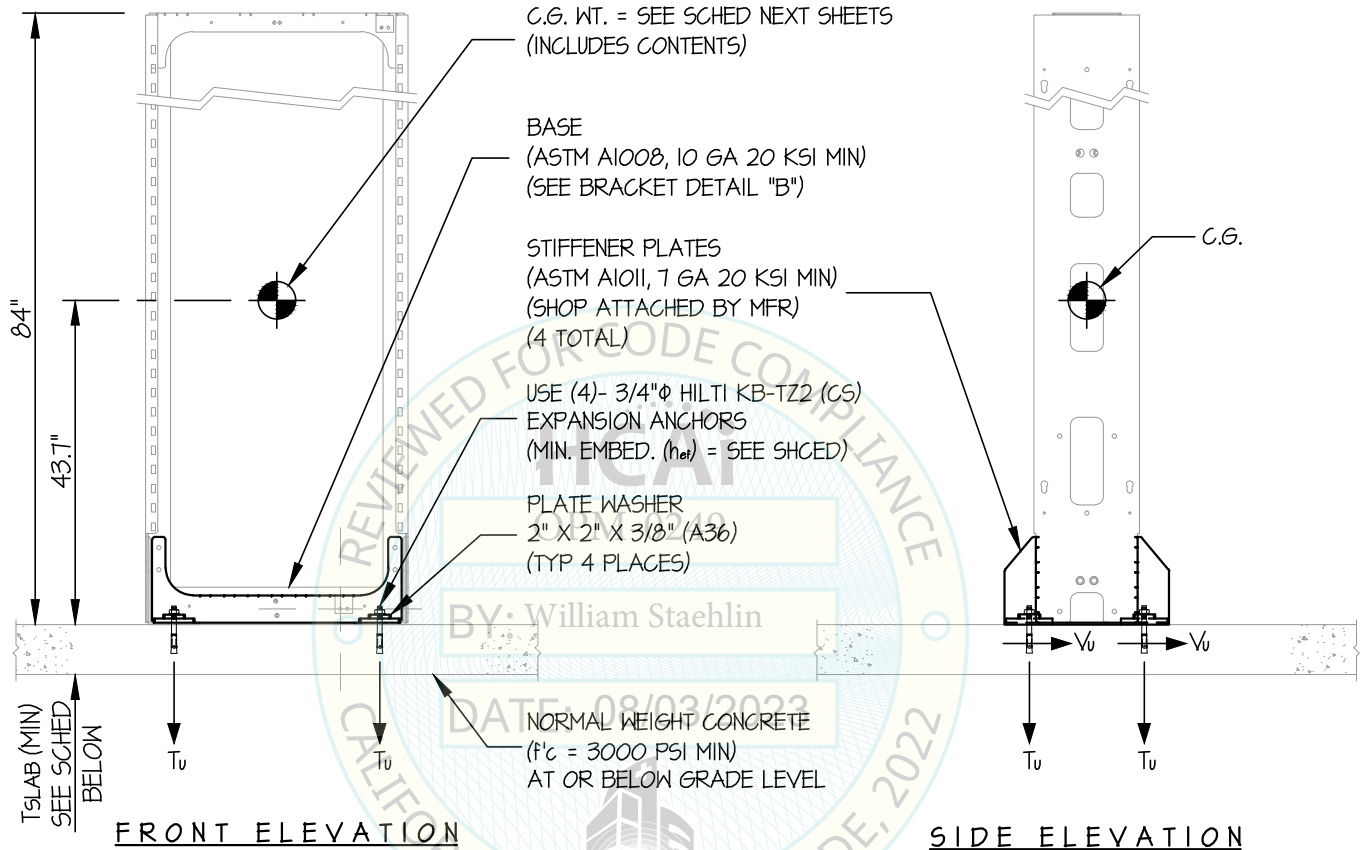 C.G. WT. = SEE SCHED NEXT SHEETS
(INCLUDES CONTENTS)
BASE
(ASTM A1008, 10 GA 20 KSI MIN)
(SEE BRACKET DETAIL "B")
STIFFENER PLATES
(ASTM A1011, 7 GA 20 KSI MIN)
(SHOP ATTACHED BY MFR)
(4 TOTAL)
C.G.
84"
43.7"
USE (4)- 3/4"Φ HILTI KB-TZ2 (CS)
EXPANSION ANCHORS
(MIN. EMBED. (hef) = SEE SHCED)
PLATE WASHER
2" X 2" X 3/8" (A36)
(TYP 4 PLACES)
NORMAL WEIGHT CONCRETE
(f'c = 3000 PSI MIN)
AT OR BELOW GRADE LEVEL
TSLAB (MIN)
SEE SCHED
BELOW
Tu
Tu
Vu
Vu
Tu
Tu
FRONT ELEVATION
SIDE ELEVATION
REVIEWED FOR CODE COMPLIANCE
HCAi
OPM-0249
BY: William Staehlin
DATE: 08/03/2023
CALIFO
DE, 2022